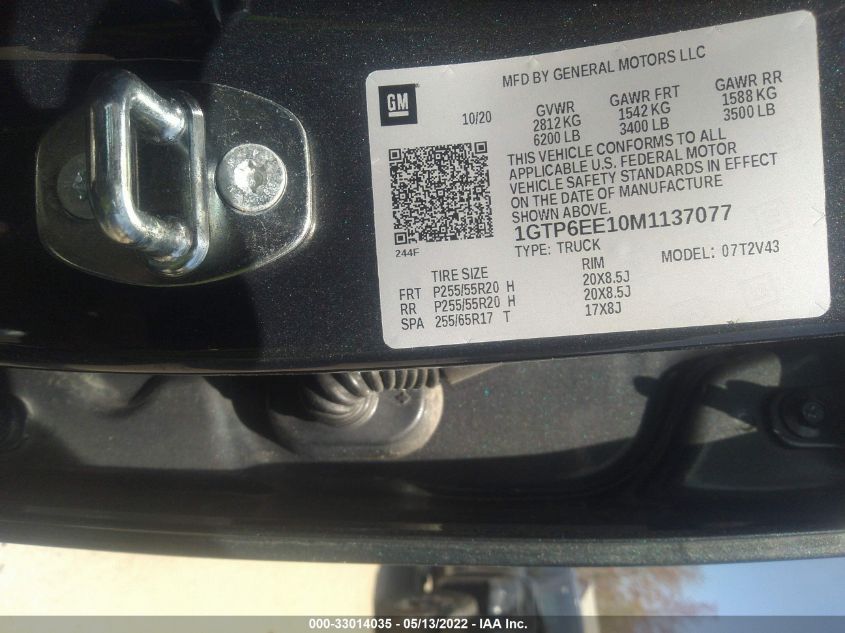 MFD BY GENERAL MOTORS LLC
GM
10/20
GVWR
2812 KG
6200 LB
GAWR FRT
1542 KG
3400 LB
GAWR RR
1588 KG
3500 LB
THIS VEHICLE CONFORMS TO ALL
APPLICABLE U.S. FEDERAL MOTOR
VEHICLE SAFETY STANDARDS IN EFFECT
ON THE DATE OF MANUFACTURE
SHOWN ABOVE.
1GTP6EE10M1137077
TYPE: TRUCK MODEL: 07T2V43
244F
TIRE SIZE RIM
FRT P255/55R20 H 20X8.5J
RR P255/55R20 H 20X8.5J
SPA 255/65R17 T 17X8J
000-33014035 - 05/13/2022 - IAA Inc.